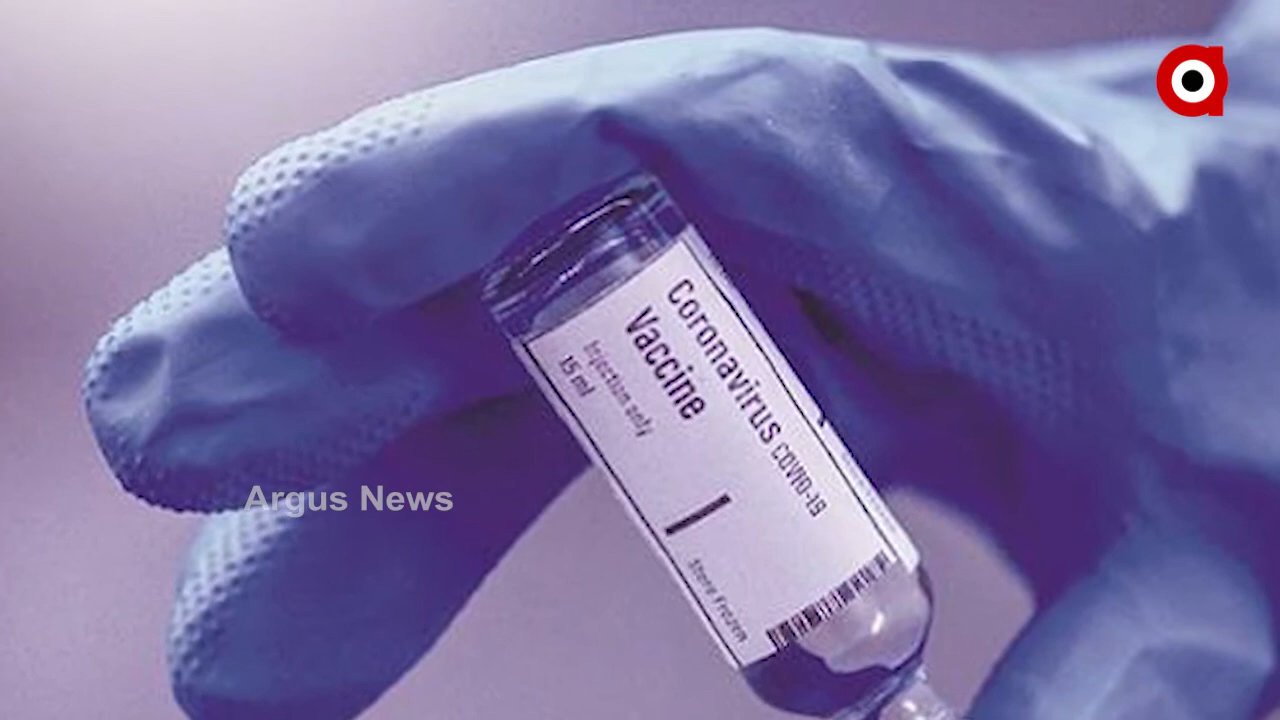 Coronavirus COVID-19
Vaccine
Injection only
15 ml
Store Frozen
Argus News